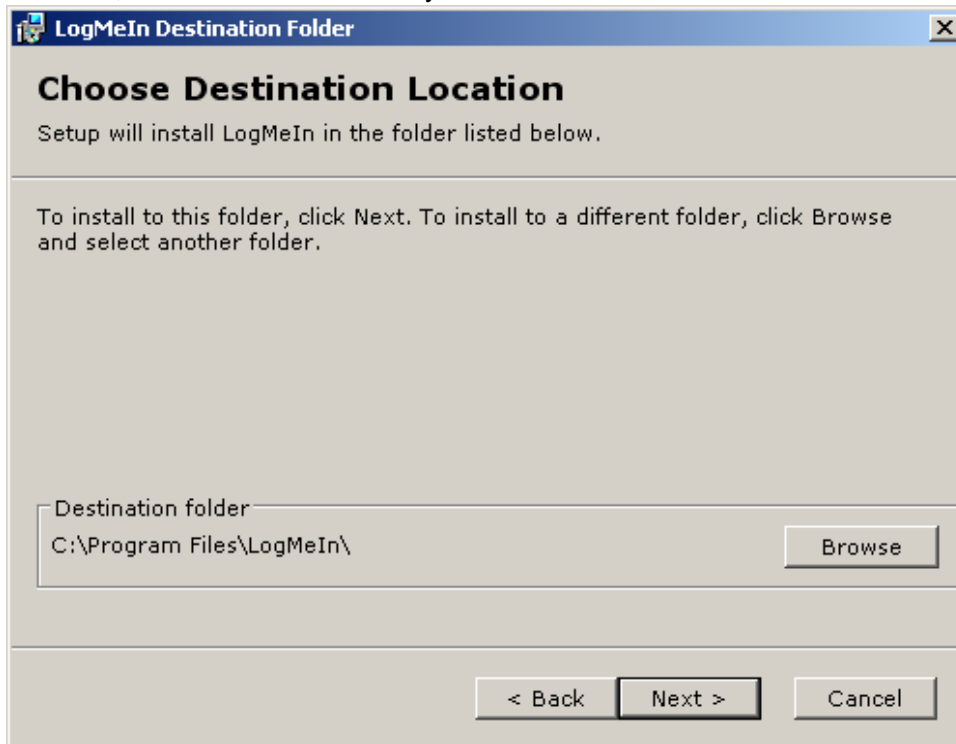 LogMeIn Destination Folder
Choose Destination Location
Setup will install LogMeIn in the folder listed below.
To install to this folder, click Next. To install to a different folder, click Browse
and select another folder.
Destination folder
C:\Program Files\LogMeIn\
Browse
< Back
Next >
Cancel